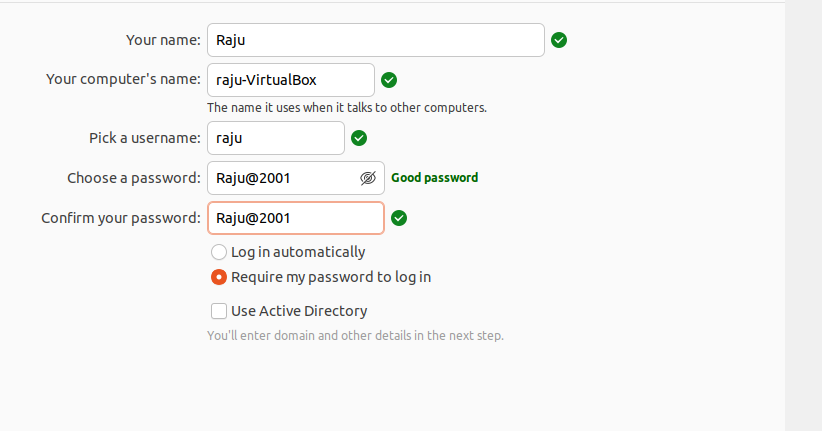 Your name: Raju
Your computer's name: raju-VirtualBox
The name it uses when it talks to other computers.
Pick a username: raju
Choose a password: Raju@2001 Good password
Confirm your password: Raju@2001
Log in automatically
Require my password to log in
Use Active Directory
You'll enter domain and other details in the next step.